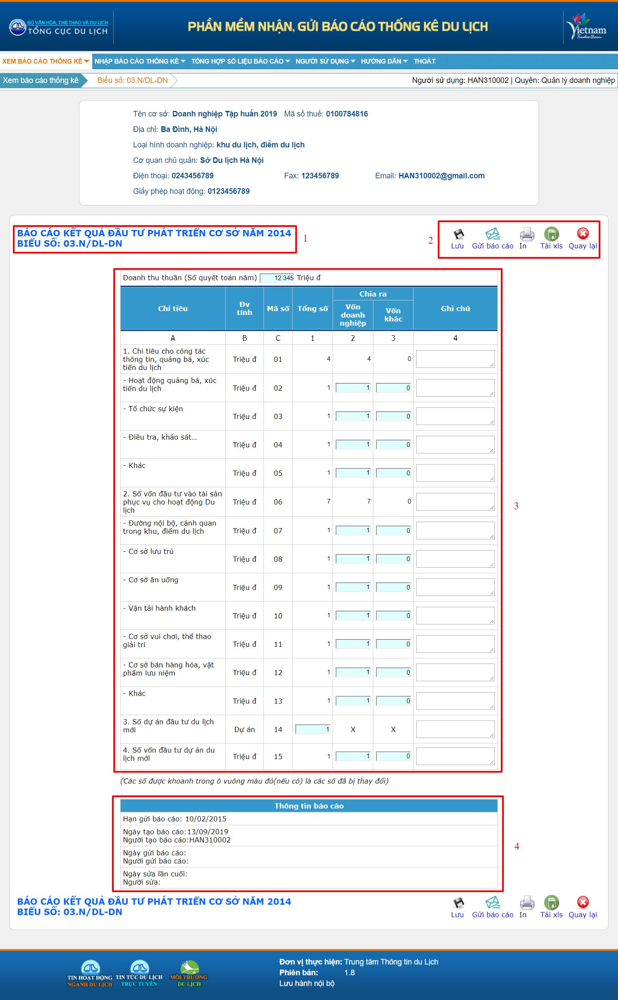 BỘ VĂN HÓA, THỂ THAO VÀ DU LỊCH
TỔNG CỤC DU LỊCH
PHẦN MỀM NHẬN, GỬI BÁO CÁO THỐNG KÊ DU LỊCH
Vietnam
Timeless Charm
XEM BÁO CÁO THỐNG KÊ NHẬP BÁO CÁO THỐNG KÊ TỔNG HỢP SỐ LIỆU BÁO CÁO NGƯỜI SỬ DỤNG HƯỚNG DẪN THOÁT
Xem báo cáo thống kê Biểu số: 03.N/DL-DN Người sử dụng: HAN310002 | Quyền: Quản lý doanh nghiệp
Tên cơ sở: Doanh nghiệp Tập huấn 2019 Mã số thuế: 0100784816
Địa chỉ: Ba Đình, Hà Nội
Loại hình doanh nghiệp: khu du lịch, điểm du lịch
Cơ quan chủ quản: Sở Du lịch Hà Nội
Điện thoại: 0243456789 Fax: 123456789 Email: HAN310002@gmail.com
Giấy phép hoạt động: 0123456789
BÁO CÁO KẾT QUẢ ĐẦU TƯ PHÁT TRIỂN CƠ SỞ NĂM 2014
BIỂU SỐ: 03.N/DL-DN
1
2
Lưu Gửi báo cáo In Tải xls Quay lại
Doanh thu thuần (Số quyết toán năm) 12.345 Triệu đ
Chỉ tiêu Đv tính Mã số Tổng số Chia ra Vốn doanh nghiệp Vốn khác Ghi chú
A B C 1 2 3 4
1. Chi tiêu cho công tác
thông tin, quảng bá, xúc
tiến du lịch Triệu đ 01 4 4 0
- Hoạt động quảng bá, xúc
tiến du lịch Triệu đ 02 1 1 0
- Tổ chức sự kiện Triệu đ 03 1 1 0
- Điều tra, khảo sát... Triệu đ 04 1 1 0
- Khác Triệu đ 05 1 1 0
2. Số vốn đầu tư vào tài sản
phục vụ cho hoạt động Du
lịch Triệu đ 06 7 7 0
3
- Đường nội bộ, cảnh quan
trong khu, điểm du lịch Triệu đ 07 1 1 0
- Cơ sở lưu trú Triệu đ 08 1 1 0
- Cơ sở ăn uống Triệu đ 09 1 1 0
- Vận tải hành khách Triệu đ 10 1 1 0
- Cơ sở vui chơi, thể thao
giải trí Triệu đ 11 1 1 0
- Cơ sở bán hàng hóa, vật
phẩm lưu niệm Triệu đ 12 1 1 0
- Khác Triệu đ 13 1 1 0
3. Số dự án đầu tư du lịch
mới Dự án 14 1 X X
4. Số vốn đầu tư dự án du
lịch mới Triệu đ 15 1 1 0
(Các số được khoanh trong ô vuông màu đỏ(nếu có) là các số đã bị thay đổi)
Thông tin báo cáo
Hạn gửi báo cáo: 10/02/2015
Ngày tạo báo cáo:13/09/2019
Người tạo báo cáo:HAN310002
Ngày gửi báo cáo:
4
Người gửi báo cáo:
Ngày sửa lần cuối:
Người sửa:
BÁO CÁO KẾT QUẢ ĐẦU TƯ PHÁT TRIỂN CƠ SỞ NĂM 2014
BIỂU SỐ: 03.N/DL-DN
Lưu Gửi báo cáo In Tải xls Quay lại
TIN HOẠT ĐỘNG
NGÀNH DU LỊCH
TIN TỨC DU LỊCH
TRỰC TUYẾN
MÔI TRƯỜNG
DU LỊCH
Đơn vị thực hiện: Trung tâm Thông tin du Lịch
Phiên bản: 1.8
Lưu hành nội bộ